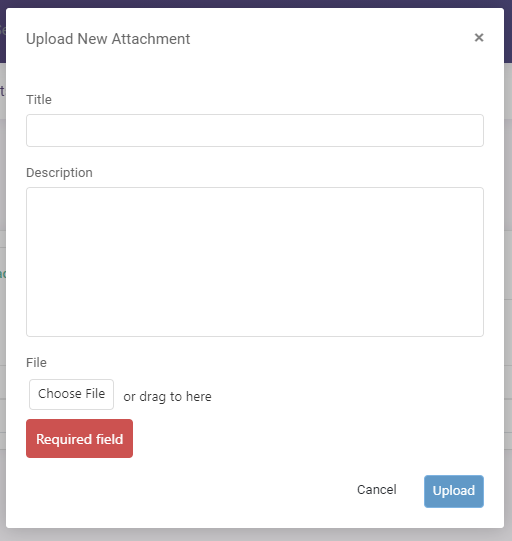 Upload New Attachment
×
Title
Description
File
Choose File or drag to here
Required field
Cancel Upload